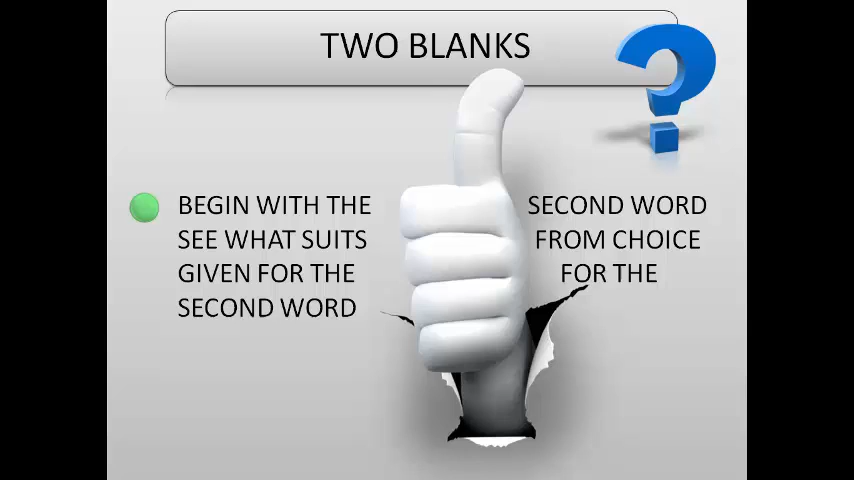 TWO BLANKS
BEGIN WITH THE SECOND WORD
SEE WHAT SUITS FROM CHOICE
GIVEN FOR THE FOR THE
SECOND WORD